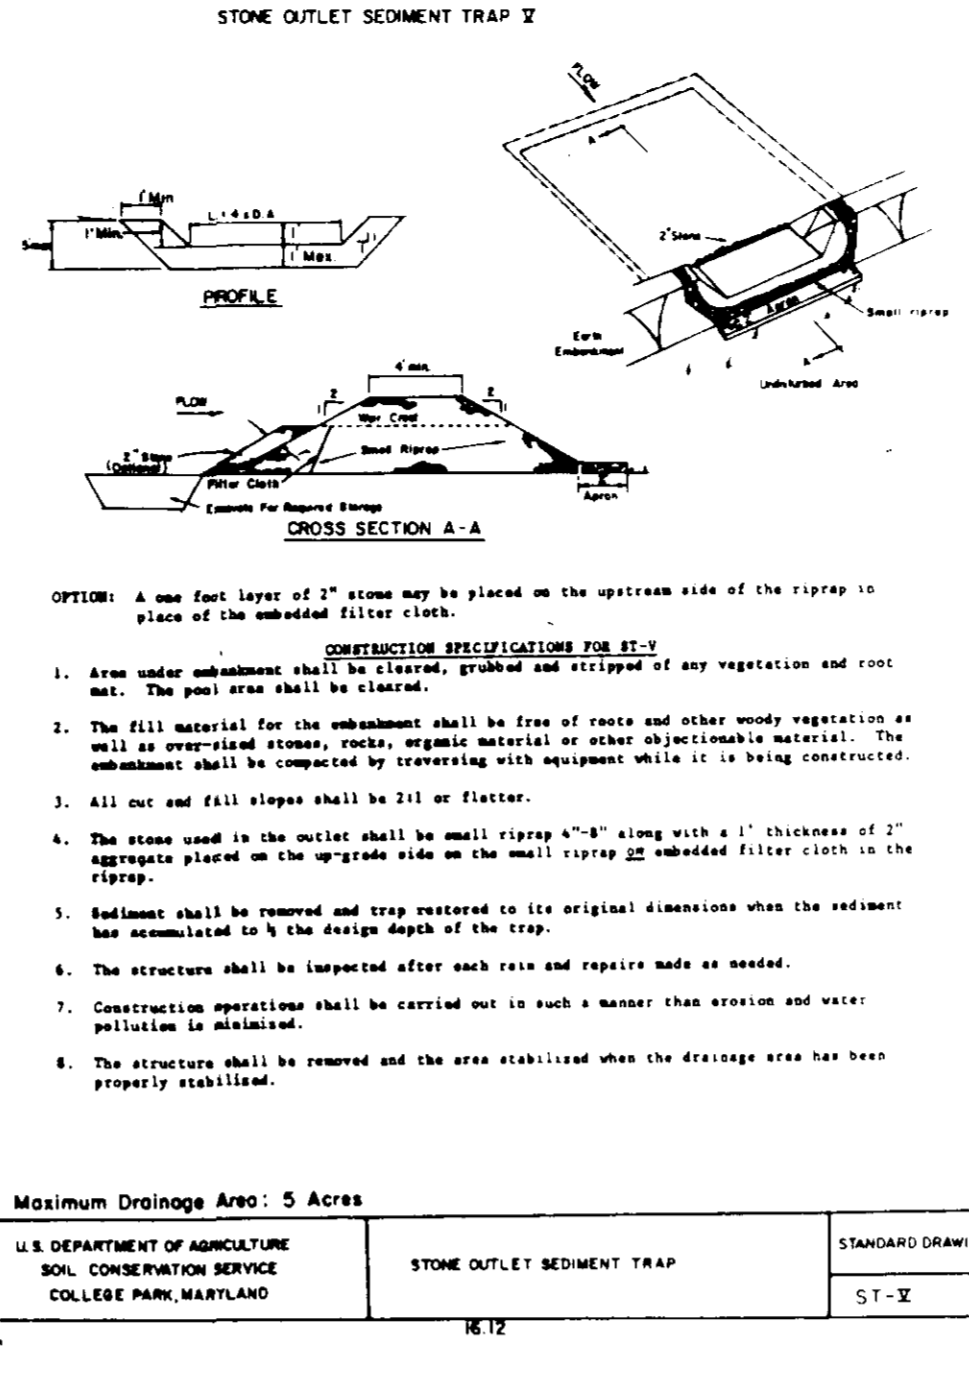 STONE OUTLET SEDIMENT TRAP V
FLOW
A
1' Min
L = 4 x D.A.
1' Min.
5' max
1'
1' Max.
1
PROFILE
2" Stone
Apron
Small riprap
Earth
Embankment
A
Undisturbed Area
4' min.
2
1
2
1
FLOW
Weir Crest
2" Stone
(Optional)
Small Riprap
Filter Cloth
Apron
Excavate For Required Storage
CROSS SECTION A-A
OPTION: A one foot layer of 2" stone may be placed on the upstream side of the riprap in
place of the embedded filter cloth.
CONSTRUCTION SPECIFICATIONS FOR ST-V
1. Area under embankment shall be cleared, grubbed and stripped of any vegetation and root
mat. The pool area shall be cleared.
2. The fill material for the embankment shall be free of roots and other woody vegetation as
well as over-sized stones, rocks, organic material or other objectionable material. The
embankment shall be compacted by traversing with equipment while it is being constructed.
3. All cut and fill slopes shall be 2:1 or flatter.
4. The stone used in the outlet shall be small riprap 4"-8" along with a 1' thickness of 2"
aggregate placed on the up-grade side on the small riprap or embedded filter cloth in the
riprap.
5. Sediment shall be removed and trap restored to its original dimensions when the sediment
has accumulated to ½ the design depth of the trap.
6. The structure shall be inspected after each rain and repairs made as needed.
7. Construction operations shall be carried out in such a manner than erosion and water
pollution is minimized.
8. The structure shall be removed and the area stabilized when the drainage area has been
properly stabilized.
Maximum Drainage Area: 5 Acres
U.S. DEPARTMENT OF AGRICULTURE
SOIL CONSERVATION SERVICE
COLLEGE PARK, MARYLAND
STONE OUTLET SEDIMENT TRAP
STANDARD DRAWI
ST-V
16.12